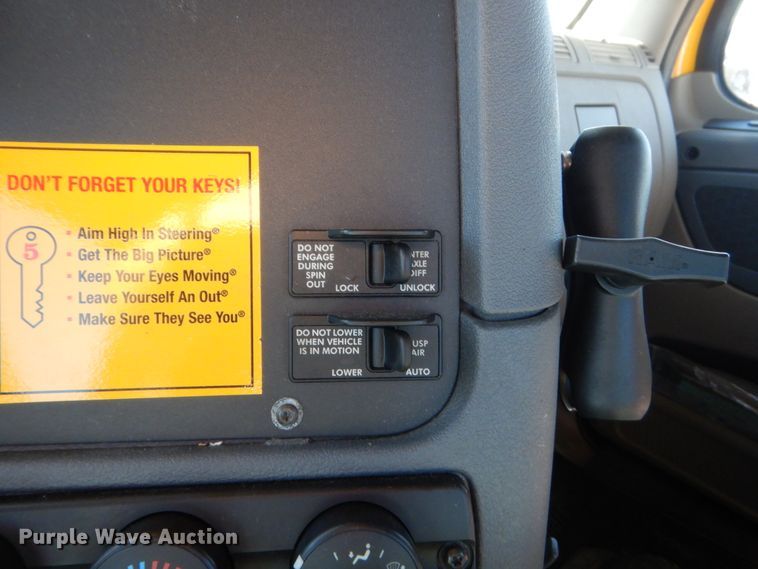 DON'T FORGET YOUR KEYS!
5
• Aim High In Steering®
• Get The Big Picture®
• Keep Your Eyes Moving®
• Leave Yourself An Out®
• Make Sure They See You®
DO NOT
ENGAGE
DURING
SPIN
OUT
LOCK
NTER
AXLE
DIFF
UNLOCK
DO NOT LOWER
WHEN VEHICLE
IS IN MOTION
LOWER
USP
AIR
AUTO
Purple Wave Auction